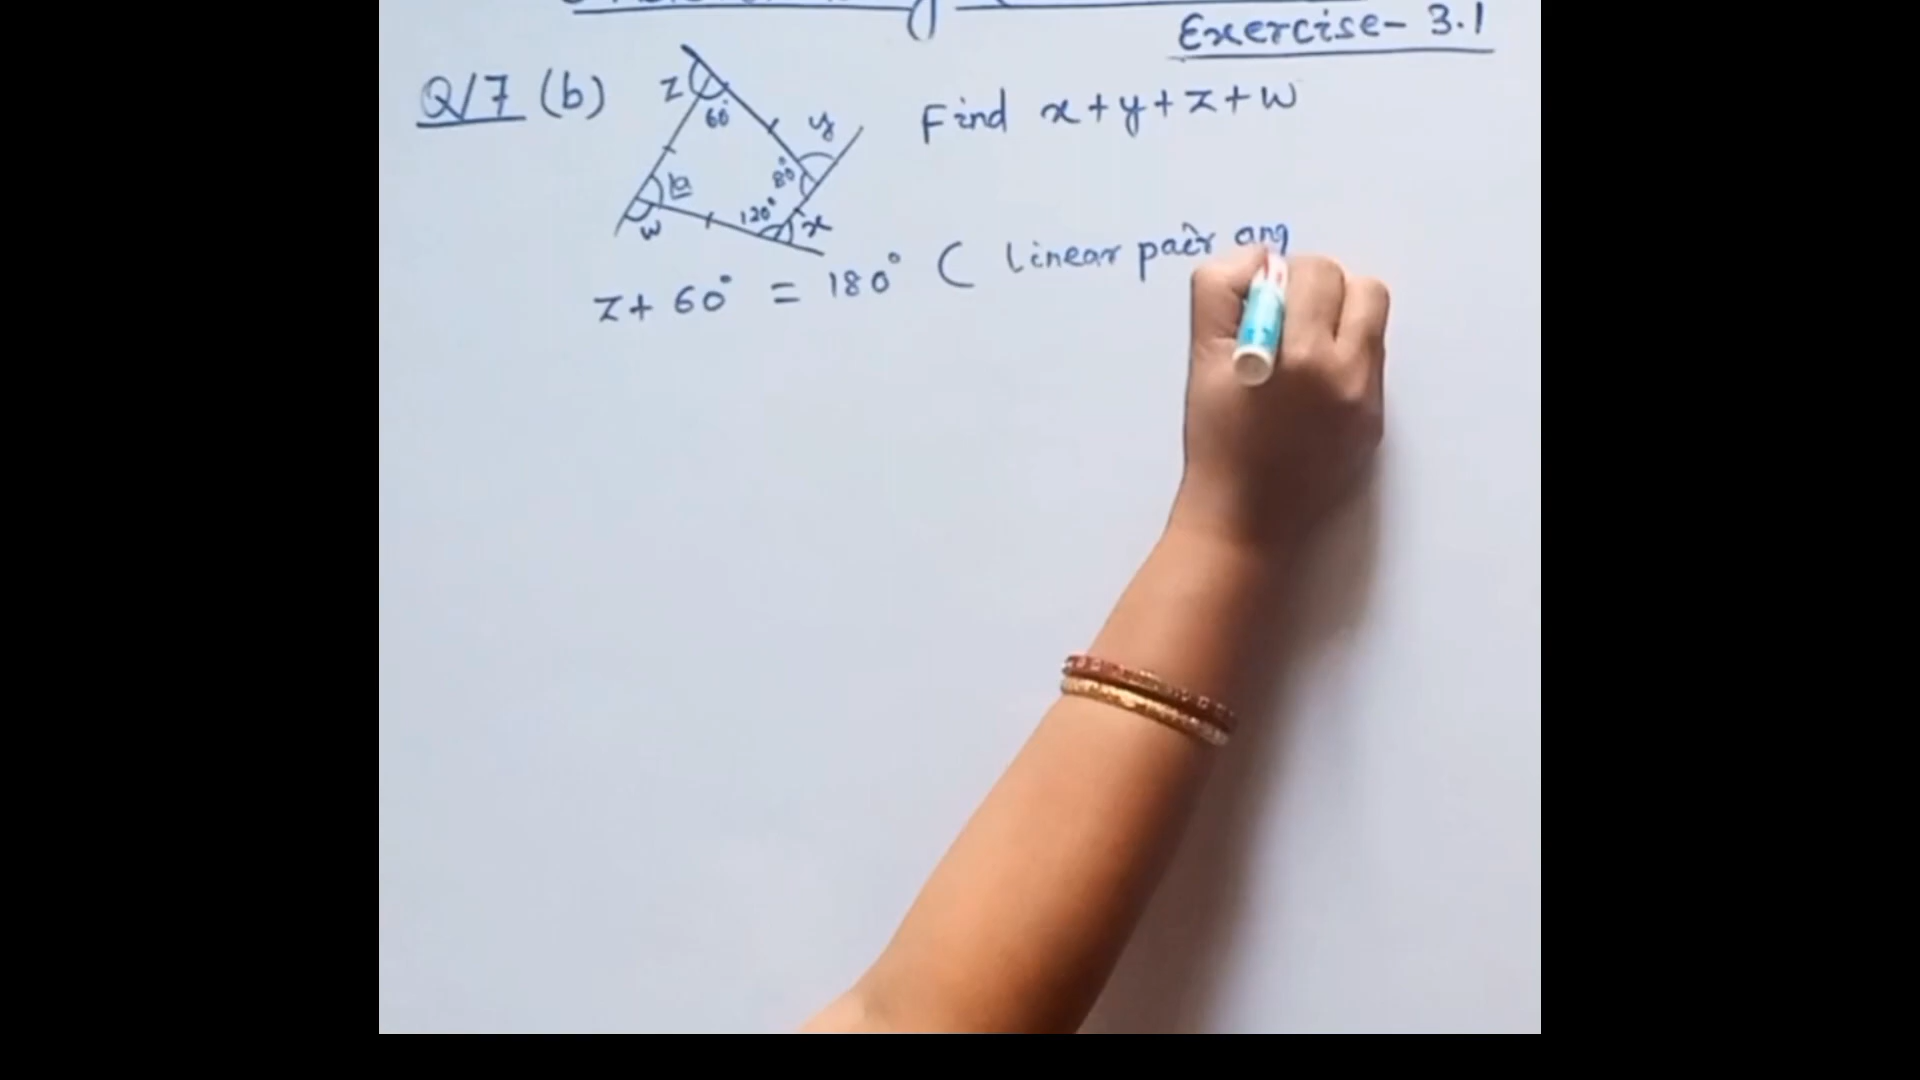 Exercise- 3.1
Q/7 (b)
Find x+y+z+w
z
60°
y
80°
a
120°
x
w
z+ 60° = 180° ( linear pair ang